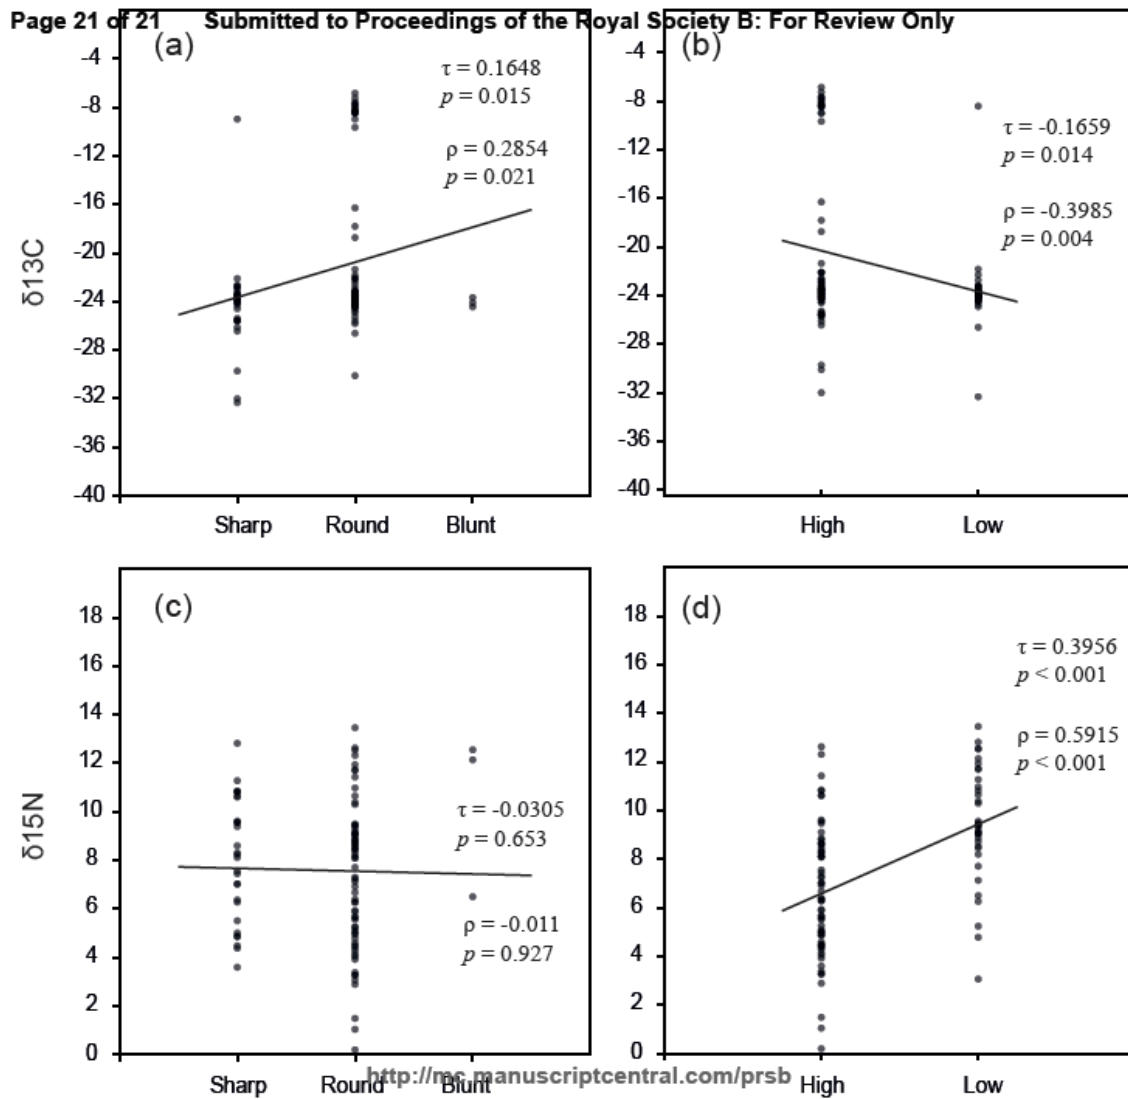 Page 21 of 21 Submitted to Proceedings of the Royal Society B: For Review Only
(a)
τ = 0.1648
p = 0.015
ρ = 0.2854
p = 0.021
δ13C
-4
-8
-12
-16
-20
-24
-28
-32
-36
-40
Sharp Round Blunt
(b)
τ = -0.1659
p = 0.014
ρ = -0.3985
p = 0.004
-4
-8
-12
-16
-20
-24
-28
-32
-36
-40
High Low
(c)
τ = -0.0305
p = 0.653
ρ = -0.011
p = 0.927
δ15N
18
16
14
12
10
8
6
4
2
0
Sharp Round Blunt
(d)
τ = 0.3956
p < 0.001
ρ = 0.5915
p < 0.001
18
16
14
12
10
8
6
4
2
0
High Low
http://mc.manuscriptcentral.com/prsb